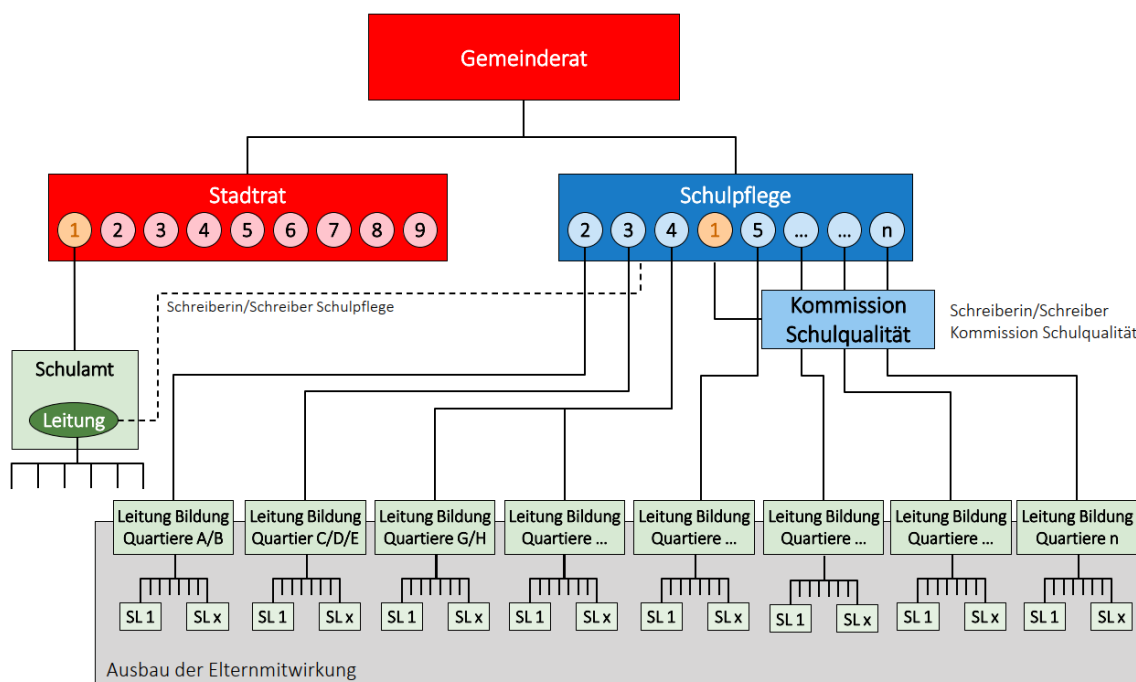 Gemeinderat
Stadtrat
1 2 3 4 5 6 7 8 9
Schulpflege
2 3 4 1 5 ... ... n
Schreiberin/Schreiber Schulpflege
Kommission
Schulqualität
Schreiberin/Schreiber
Kommission Schulqualität
Schulamt
Leitung
Leitung Bildung
Quartiere A/B
Leitung Bildung
Quartier C/D/E
Leitung Bildung
Quartiere G/H
Leitung Bildung
Quartiere ...
Leitung Bildung
Quartiere ...
Leitung Bildung
Quartiere ...
Leitung Bildung
Quartiere ...
Leitung Bildung
Quartiere n
SL 1 SL x SL 1 SL x SL 1 SL x SL 1 SL x SL 1 SL x SL 1 SL x SL 1 SL x SL 1 SL x
Ausbau der Elternmitwirkung